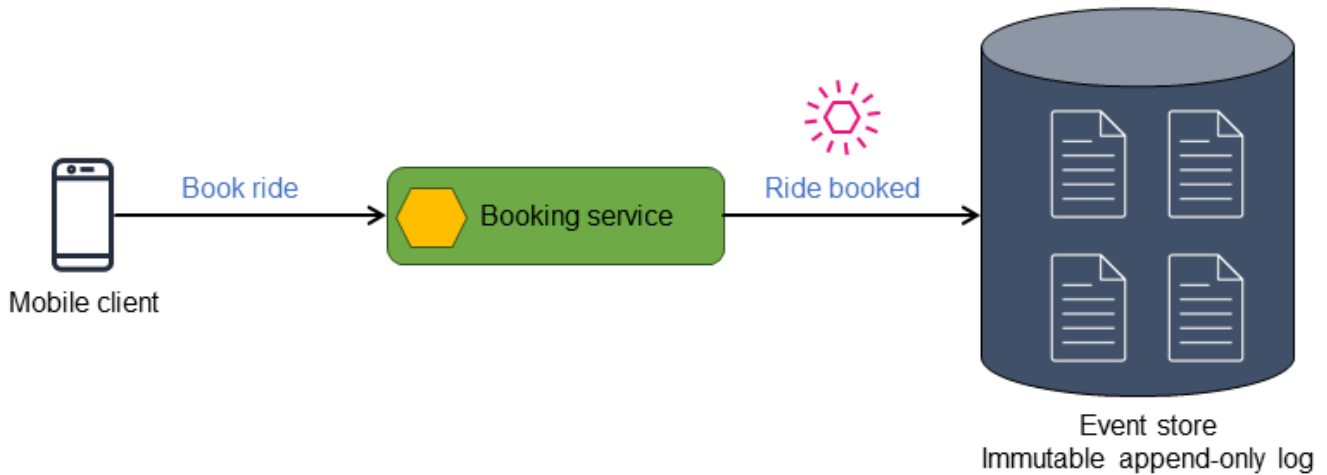 Book ride
Booking service
Ride booked
Mobile client
Event store
Immutable append-only log